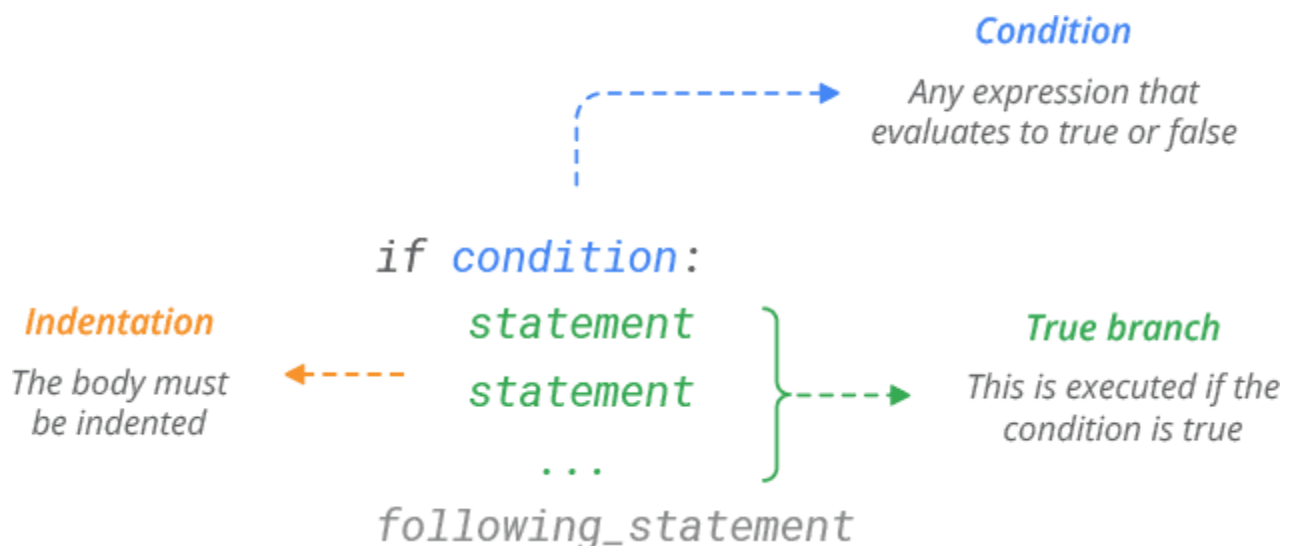 Condition
Any expression that
evaluates to true or false
if condition:
Indentation
The body must
be indented
statement
statement
...
True branch
This is executed if the
condition is true
following_statement